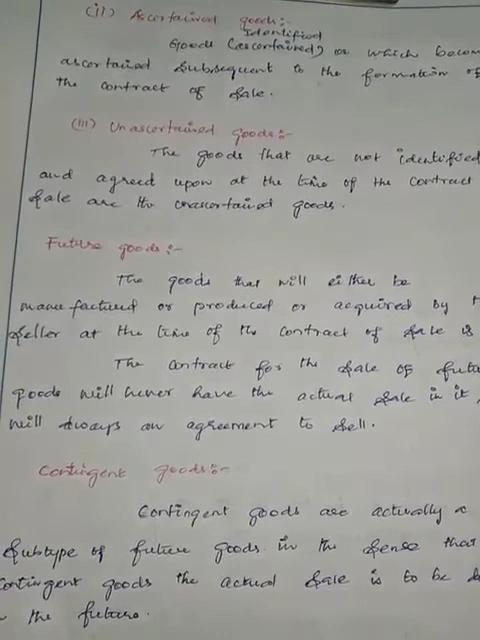 (ii) Ascertained goods:-
Identified
Goods (ascertained) or which becom
ascertained subsequent to the formation of
the contract of sale.
(iii) Unascertained goods:-
The goods that are not identified
and agreed upon at the time of the contract
sale are the unascertained goods.
Future goods:-
The goods that will either be
manufactured or produced or acquired by t
seller at the time of the contract of sale is
The contract for the sale of futu
goods will never have the actual sale in it,
will always an agreement to sell.
Contingent goods:-
Contingent goods are actually a
subtype of future goods in the sense that
contingent goods the actual sale is to be d
the future.